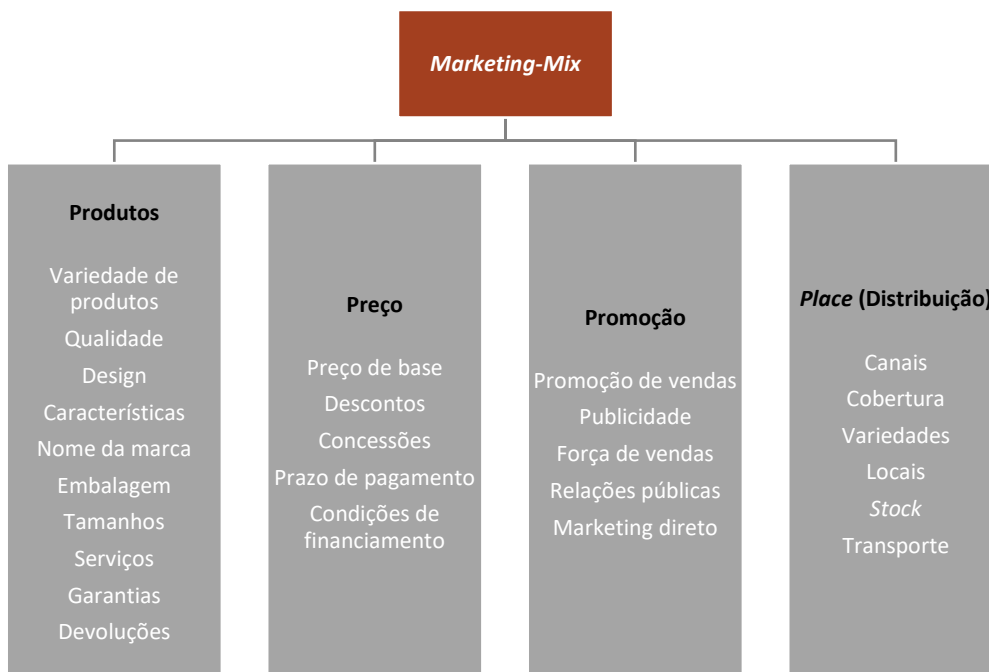 Marketing-Mix
Produtos
Variedade de
produtos
Qualidade
Design
Características
Nome da marca
Embalagem
Tamanhos
Serviços
Garantias
Devoluções
Preço
Preço de base
Descontos
Concessões
Prazo de pagamento
Condições de
financiamento
Promoção
Promoção de vendas
Publicidade
Força de vendas
Relações públicas
Marketing direto
Place (Distribuição)
Canais
Cobertura
Variedades
Locais
Stock
Transporte